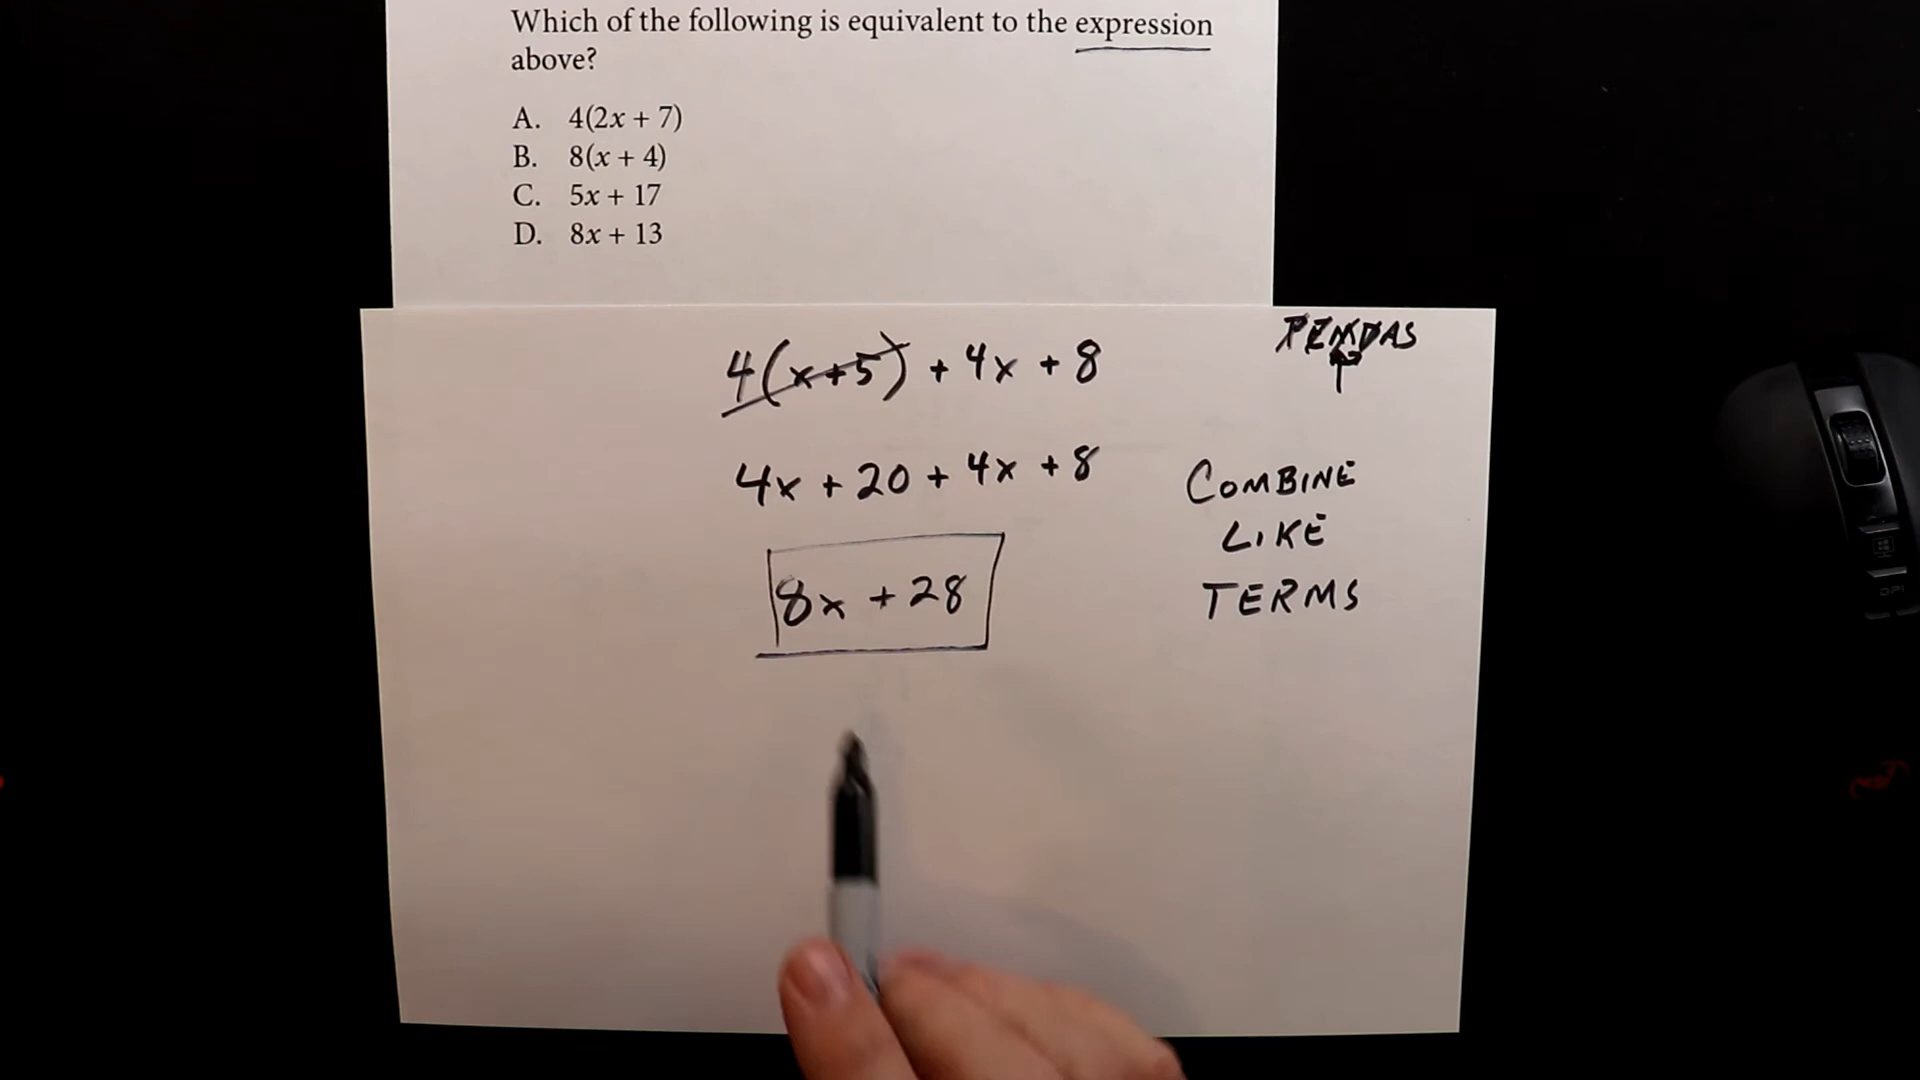 Which of the following is equivalent to the expression
above?
A. 4(2x + 7)
B. 8(x + 4)
C. 5x + 17
D. 8x + 13
PEMDAS
4(x+5) + 4x + 8
4x + 20 + 4x + 8
COMBINE
LIKE
TERMS
8x + 28
DPI